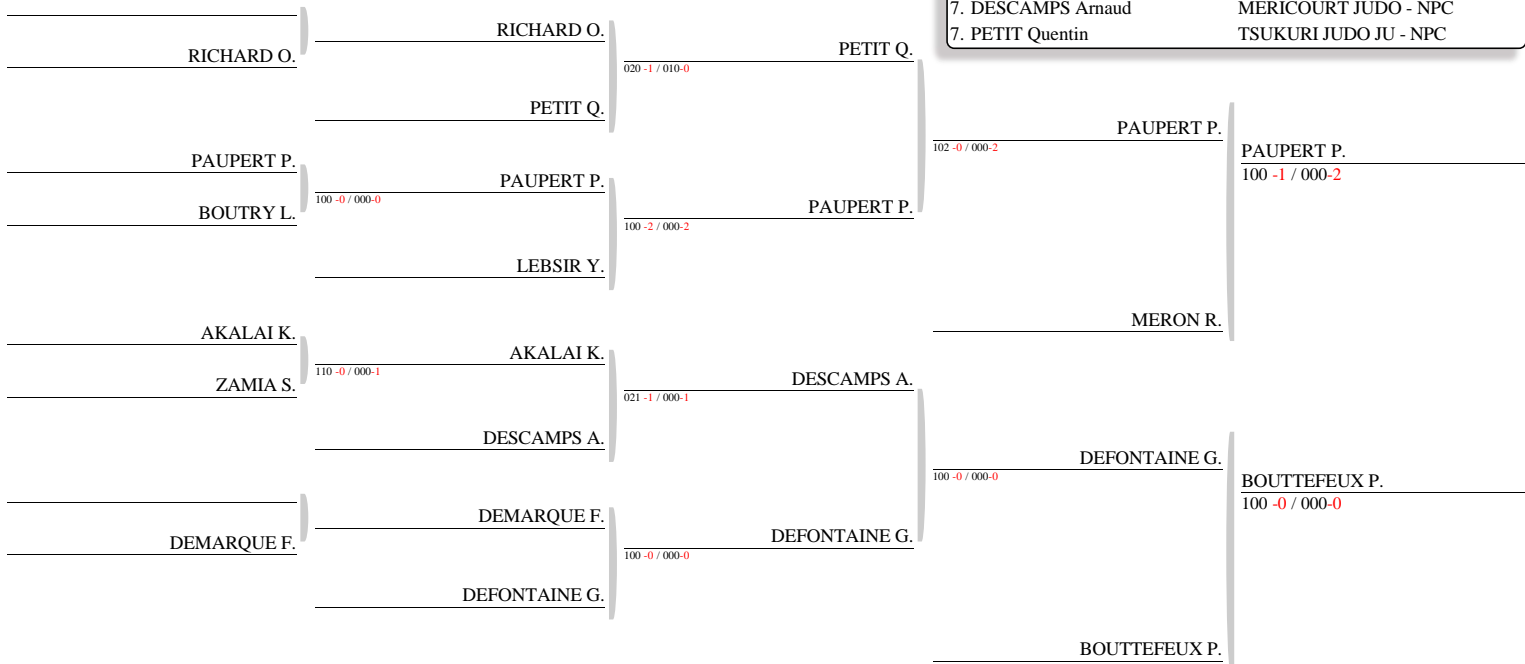 7. DESCAMPS Arnaud MERICOURT JUDO - NPC
7. PETIT Quentin TSUKURI JUDO JU - NPC
RICHARD O.
PAUPERT P.
BOUTRY L.
AKALAI K.
ZAMIA S.
DEMARQUE F.
RICHARD O.
PETIT Q.
PAUPERT P.
100 -0 / 000-0
LEBSIR Y.
AKALAI K.
110 -0 / 000-1
DESCAMPS A.
DEMARQUE F.
DEFONTAINE G.
PETIT Q.
020 -1 / 010-0
PAUPERT P.
100 -2 / 000-2
DESCAMPS A.
021 -1 / 000-1
DEFONTAINE G.
100 -0 / 000-0
PAUPERT P.
102 -0 / 000-2
MERON R.
DEFONTAINE G.
100 -0 / 000-0
BOUTTEFEUX P.
PAUPERT P.
100 -1 / 000-2
BOUTTEFEUX P.
100 -0 / 000-0